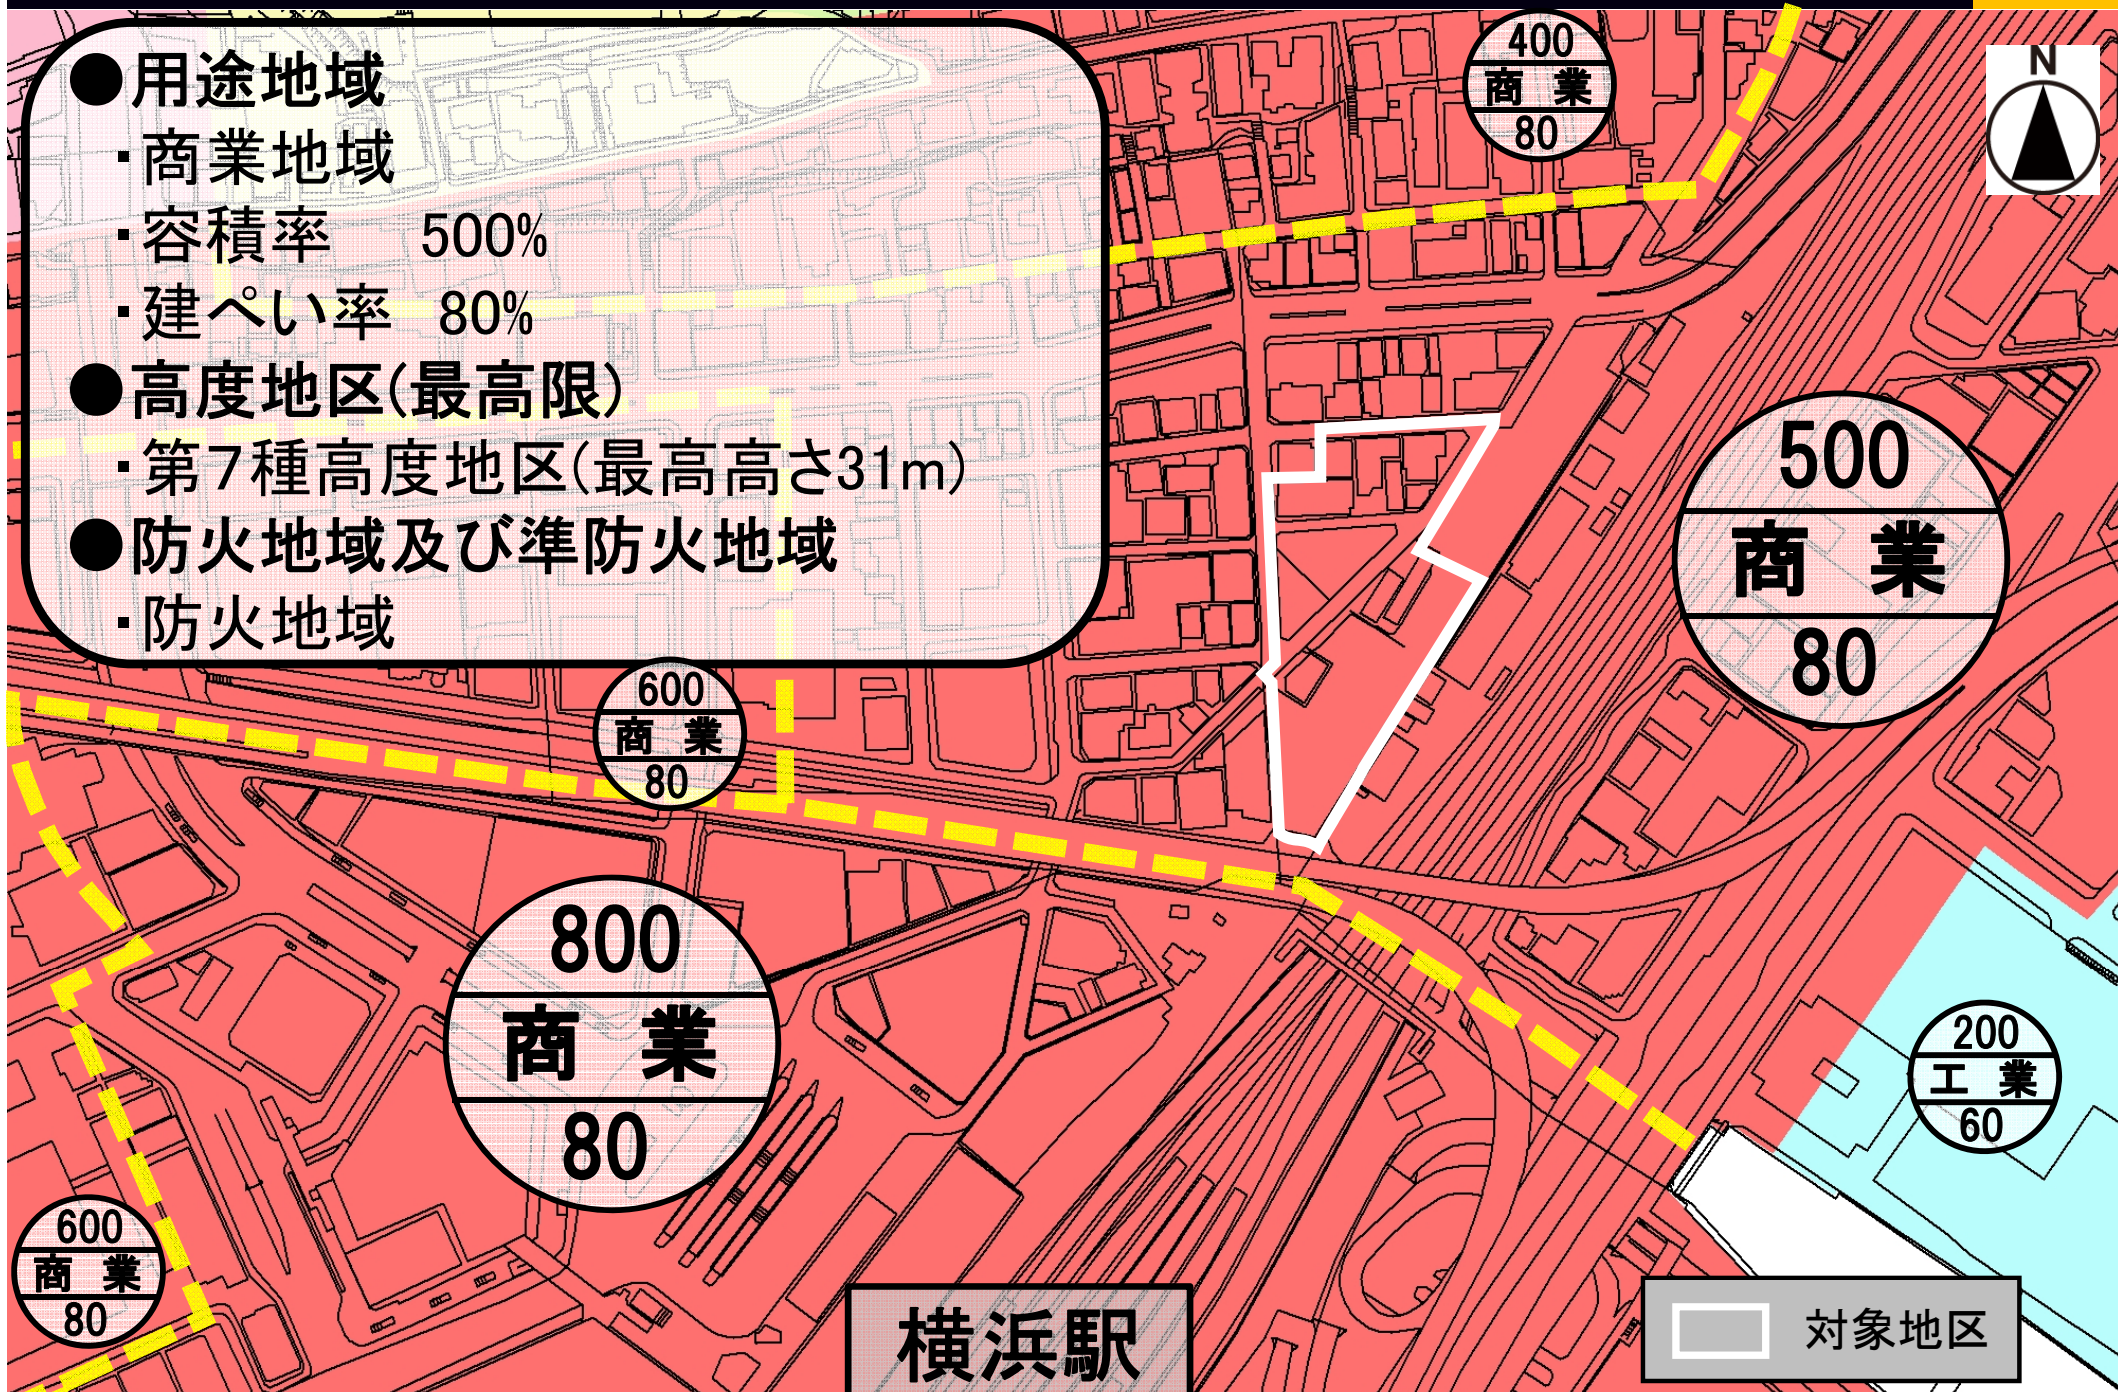 ●用途地域
・商業地域
・容積率 500%
・建ぺい率 80%
●高度地区(最高限)
・第7種高度地区(最高高さ31m)
●防火地域及び準防火地域
・防火地域
400
商 業
80
N
500
商 業
80
600
商 業
80
800
商 業
80
200
工 業
60
600
商 業
80
横浜駅
対象地区